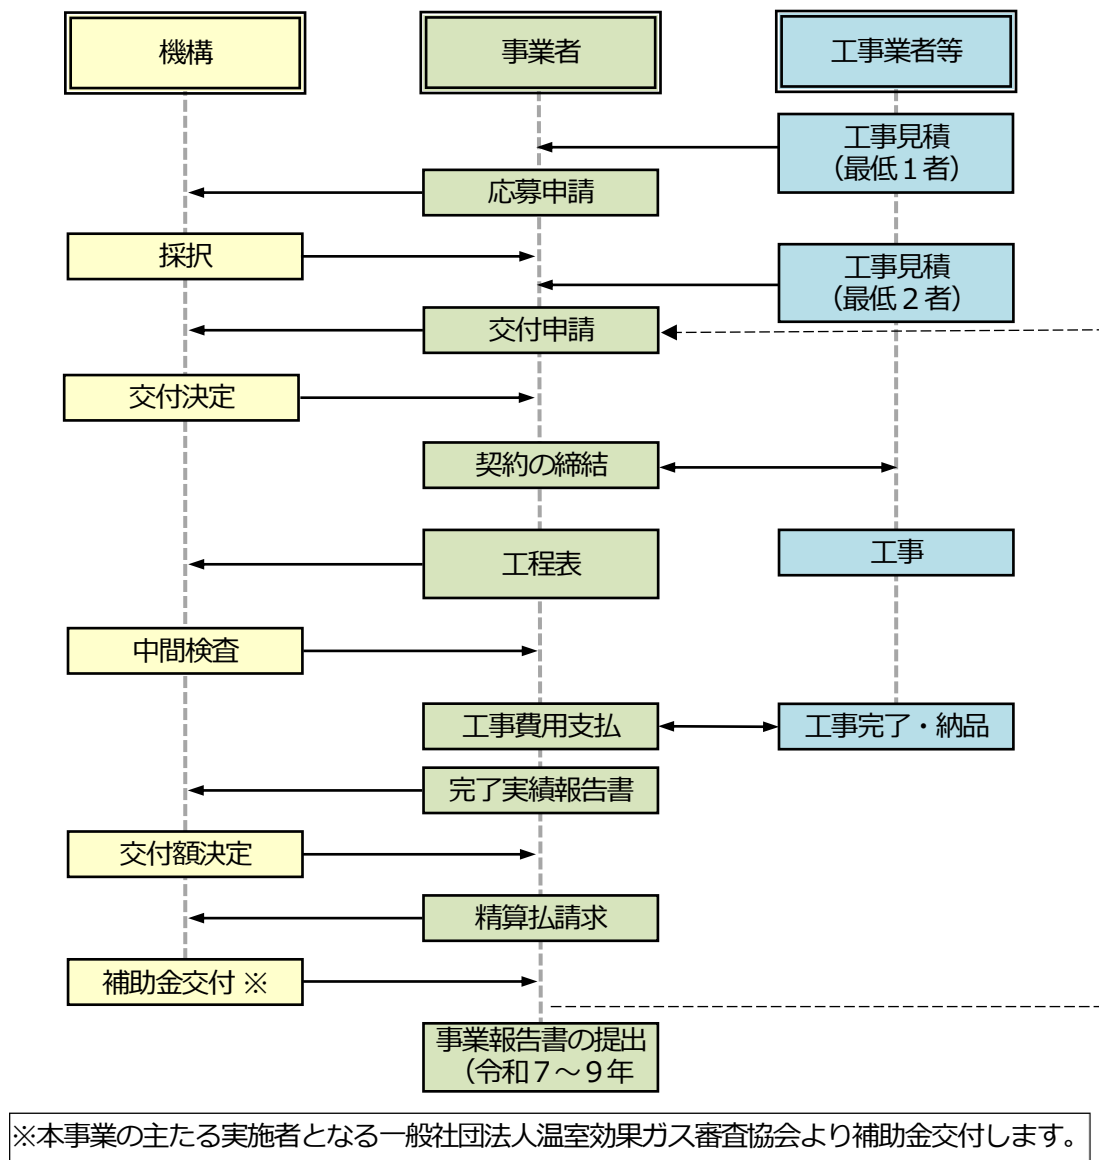 機構
事業者
工事業者等
工事見積
（最低１者）
応募申請
採択
工事見積
（最低２者）
交付申請
交付決定
契約の締結
工程表
工事
中間検査
工事費用支払
工事完了・納品
完了実績報告書
交付額決定
精算払請求
補助金交付 ※
事業報告書の提出
（令和７～９年
※本事業の主たる実施者となる一般社団法人温室効果ガス審査協会より補助金交付します。